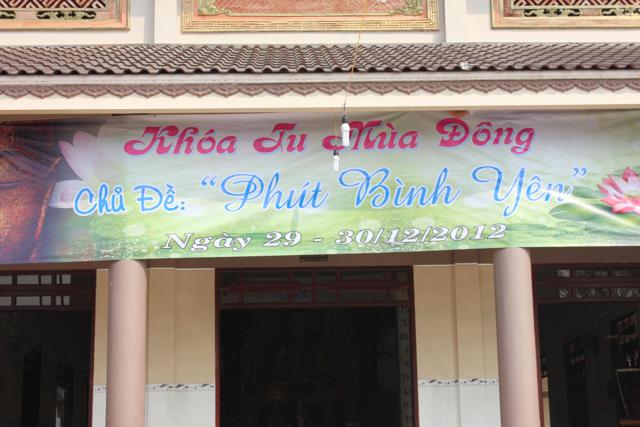 Khóa Tu Mùa Đông
Chủ Đề: "Phút Bình Yên"
Ngày 29 - 30/12/2012